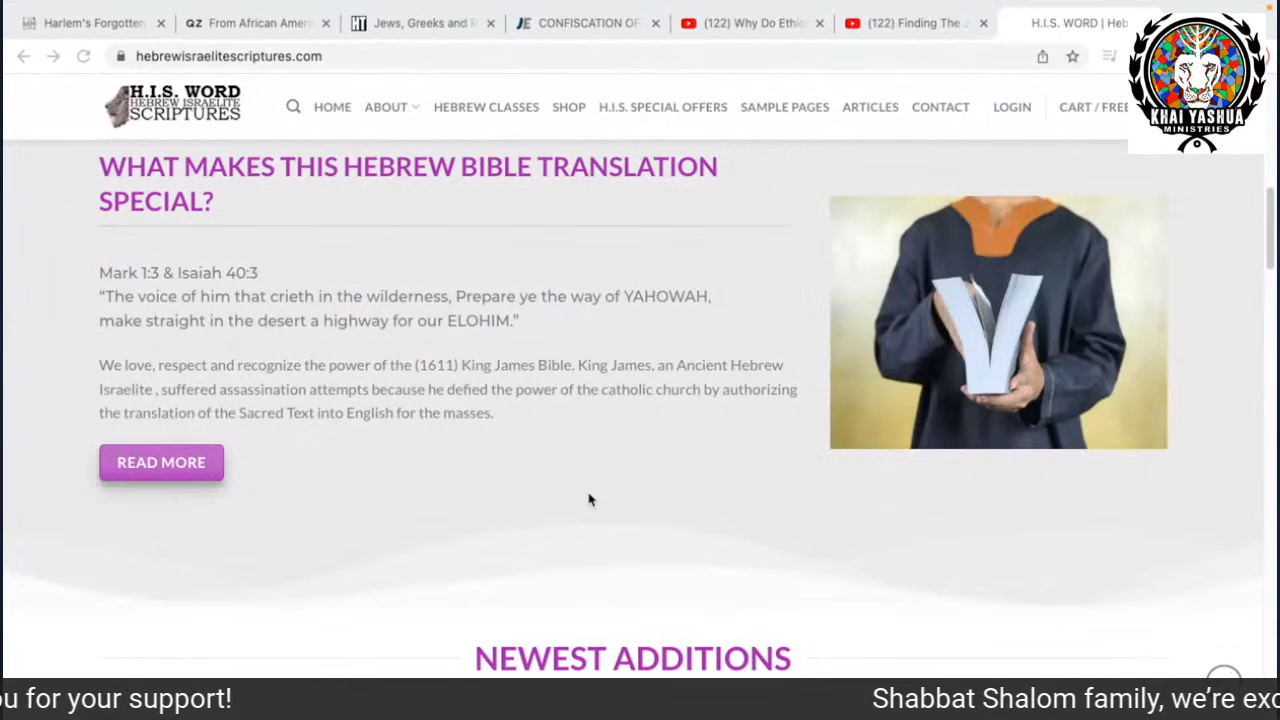 Harlem's Forgotten
From African Amer
Jews, Greeks and R
CONFISCATION OF
(122) Why Do Ethio
(122) Finding The J
H.I.S. WORD | Heb
hebrewisraelitescriptures.com
H.I.S. WORD
HEBREW ISRAELITE
SCRIPTURES
HOME ABOUT HEBREW CLASSES SHOP H.I.S. SPECIAL OFFERS SAMPLE PAGES ARTICLES CONTACT LOGIN CART / FREE
KHAI YASHUA
MINISTRIES
WHAT MAKES THIS HEBREW BIBLE TRANSLATION
SPECIAL?
Mark 1:3 & Isaiah 40:3
“The voice of him that crieth in the wilderness, Prepare ye the way of YAHOWAH,
make straight in the desert a highway for our ELOHIM.”
We love, respect and recognize the power of the (1611) King James Bible. King James, an Ancient Hebrew
Israelite , suffered assassination attempts because he defied the power of the catholic church by authorizing
the translation of the Sacred Text into English for the masses.
READ MORE
NEWEST ADDITIONS
ou for your support!
Shabbat Shalom family, we’re exc